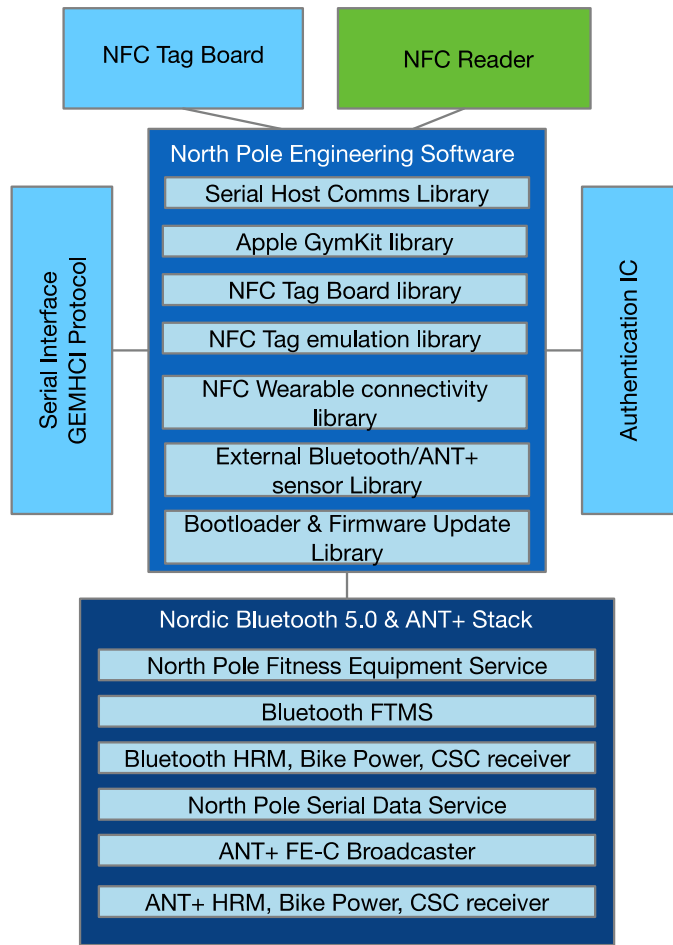 NFC Tag Board
NFC Reader
North Pole Engineering Software
Serial Host Comms Library
Apple GymKit library
NFC Tag Board library
NFC Tag emulation library
NFC Wearable connectivity
library
External Bluetooth/ANT+
sensor Library
Bootloader & Firmware Update
Library
Serial Interface
GEMHCI Protocol
Authentication IC
Nordic Bluetooth 5.0 & ANT+ Stack
North Pole Fitness Equipment Service
Bluetooth FTMS
Bluetooth HRM, Bike Power, CSC receiver
North Pole Serial Data Service
ANT+ FE-C Broadcaster
ANT+ HRM, Bike Power, CSC receiver